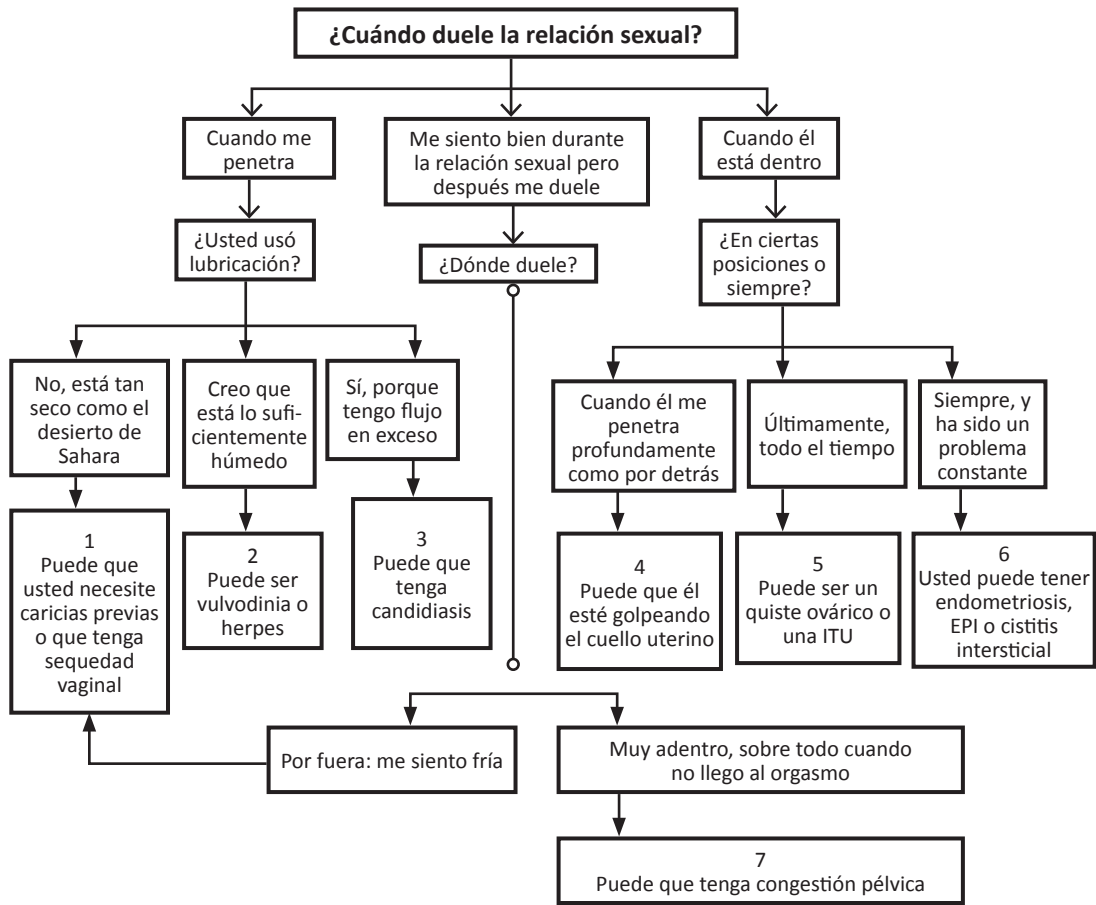 ¿Cuándo duele la relación sexual?
Cuando me
penetra
Me siento bien durante
la relación sexual pero
después me duele
Cuando él
está dentro
¿Usted usó
lubricación?
¿Dónde duele?
¿En ciertas
posiciones o
siempre?
No, está tan
seco como el
desierto de
Sahara
Creo que
está lo sufi-
cientemente
húmedo
Sí, porque
tengo flujo
en exceso
Cuando él me
penetra
profundamente
como por detrás
Últimamente,
todo el tiempo
Siempre, y
ha sido un
problema
constante
1
Puede que
usted necesite
caricias previas
o que tenga
sequedad
vaginal
2
Puede ser
vulvodinia o
herpes
3
Puede que
tenga
candidiasis
4
Puede que él
esté golpeando
el cuello uterino
5
Puede ser un
quiste ovárico o
una ITU
6
Usted puede tener
endometriosis,
EPI o cistitis
intersticial
Por fuera: me siento fría
Muy adentro, sobre todo cuando
no llego al orgasmo
7
Puede que tenga congestión pélvica